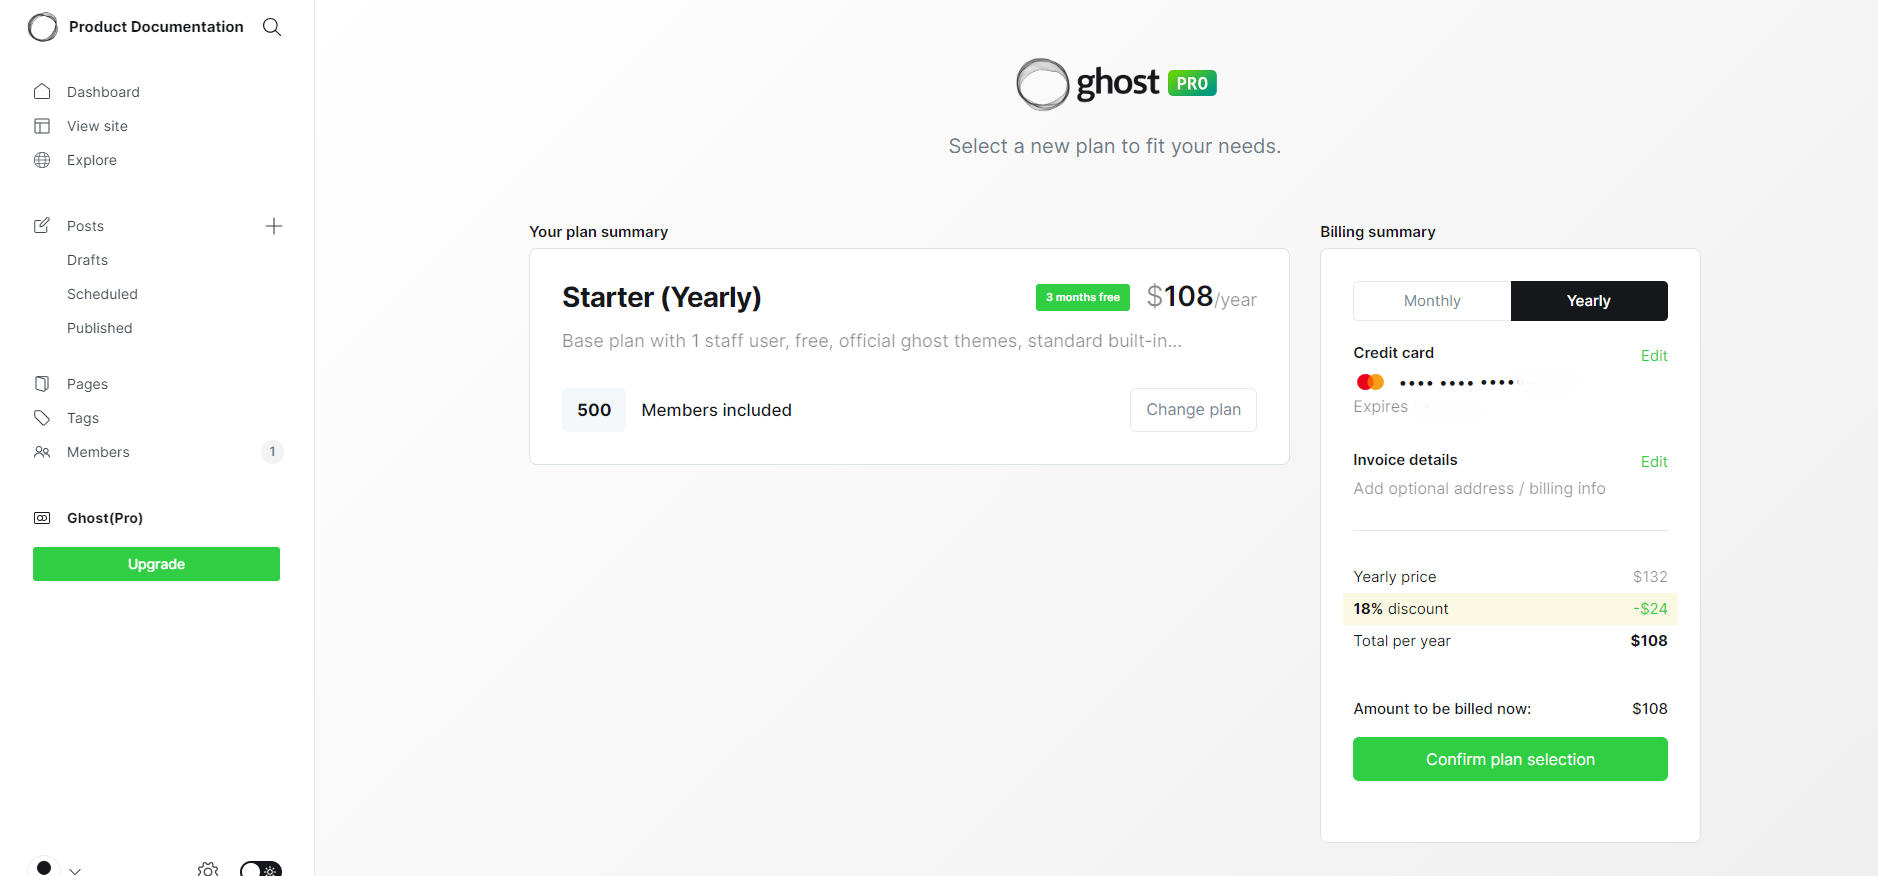 Product Documentation
Dashboard
View site
Explore
Posts
Drafts
Scheduled
Published
Pages
Tags
Members 1
Ghost(Pro)
Upgrade
ghost PRO
Select a new plan to fit your needs.
Your plan summary
Starter (Yearly)
3 months free $108/year
Base plan with 1 staff user, free, official ghost themes, standard built-in...
500 Members included
Change plan
Billing summary
Monthly Yearly
Credit card Edit
•••• •••• ••••
Expires
Invoice details Edit
Add optional address / billing info
Yearly price $132
18% discount -$24
Total per year $108
Amount to be billed now: $108
Confirm plan selection